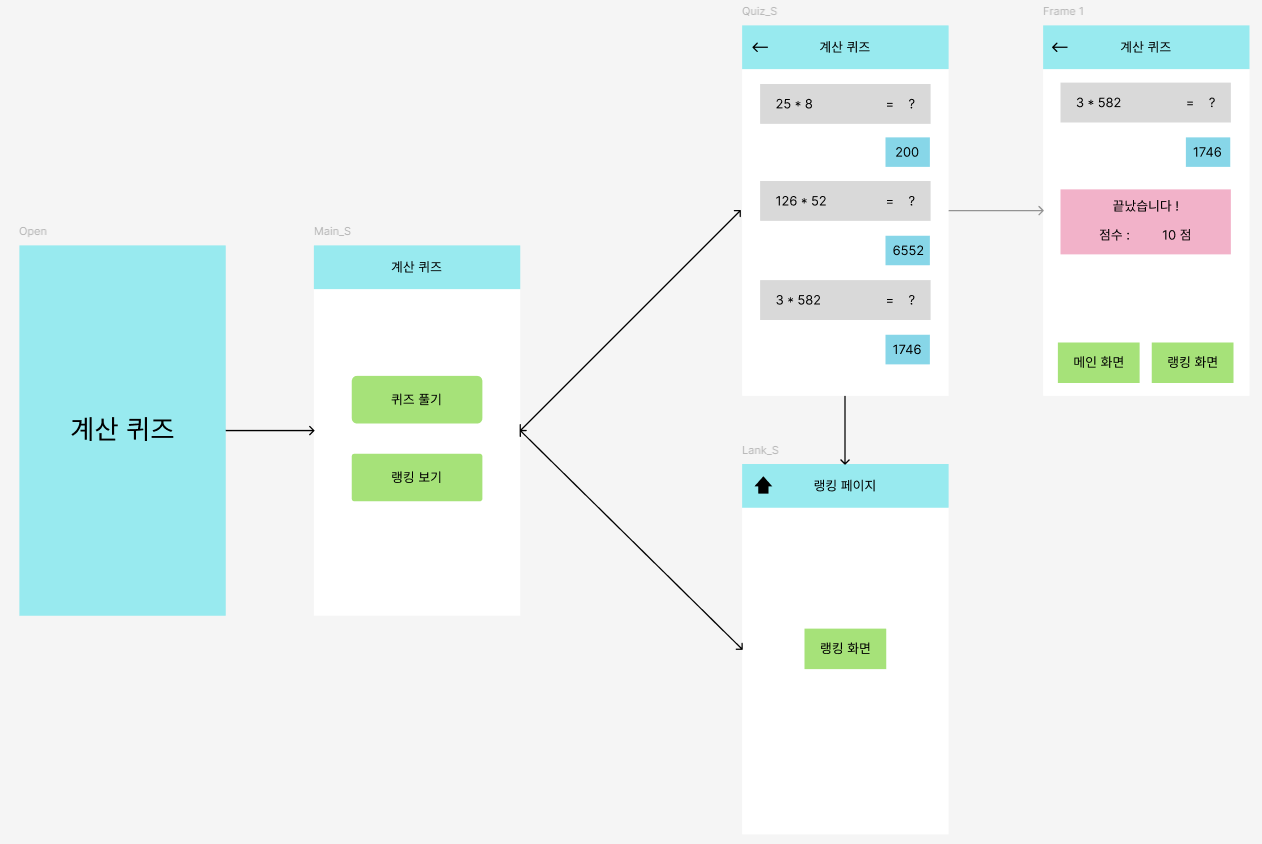 Open
계산 퀴즈
Main_S
계산 퀴즈
퀴즈 풀기
랭킹 보기
Quiz_S
계산 퀴즈
25 * 8 = ?
200
126 * 52 = ?
6552
3 * 582 = ?
1746
Frame 1
계산 퀴즈
3 * 582 = ?
1746
끝났습니다 !
점수 : 10 점
메인 화면 랭킹 화면
Lank_S
랭킹 페이지
랭킹 화면